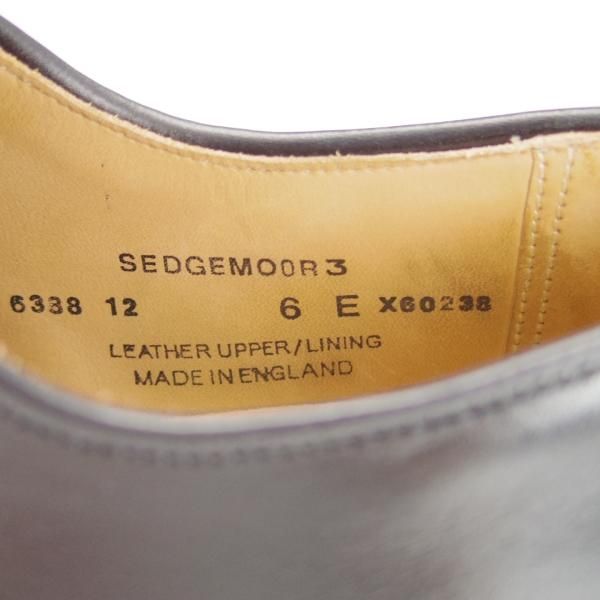 SEDGEMOOR 3
6338 12 6 E X60238
LEATHER UPPER/LINING
MADE IN ENGLAND